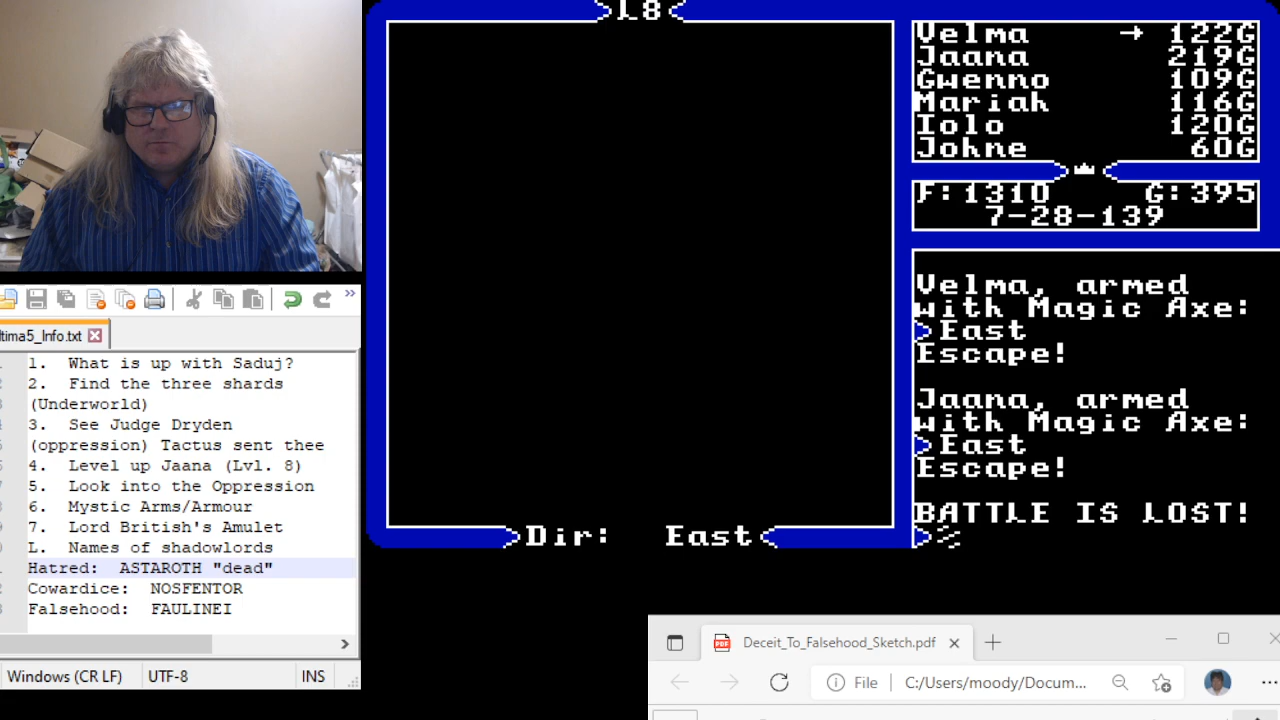 L8
Velma → 122G
Jaana 219G
Gwenno 109G
Mariah 116G
Iolo 120G
Johne 60G
F:1310 G:395
7-28-139
Velma, armed
with Magic Axe:
East
Escape!
Jaana, armed
with Magic Axe:
East
Escape!
BATTLE IS LOST!
Dir: East
tima5_Info.txt
1. What is up with Saduj?
2. Find the three shards
(Underworld)
3. See Judge Dryden
(oppression) Tactus sent thee
4. Level up Jaana (Lvl. 8)
5. Look into the Oppression
6. Mystic Arms/Armour
7. Lord British's Amulet
L. Names of shadowlords
Hatred: ASTAROTH "dead"
Cowardice: NOSFENTOR
Falsehood: FAULINEI
Windows (CR LF) UTF-8 INS
Deceit_To_Falsehood_Sketch.pdf
File C:/Users/moody/Docum...